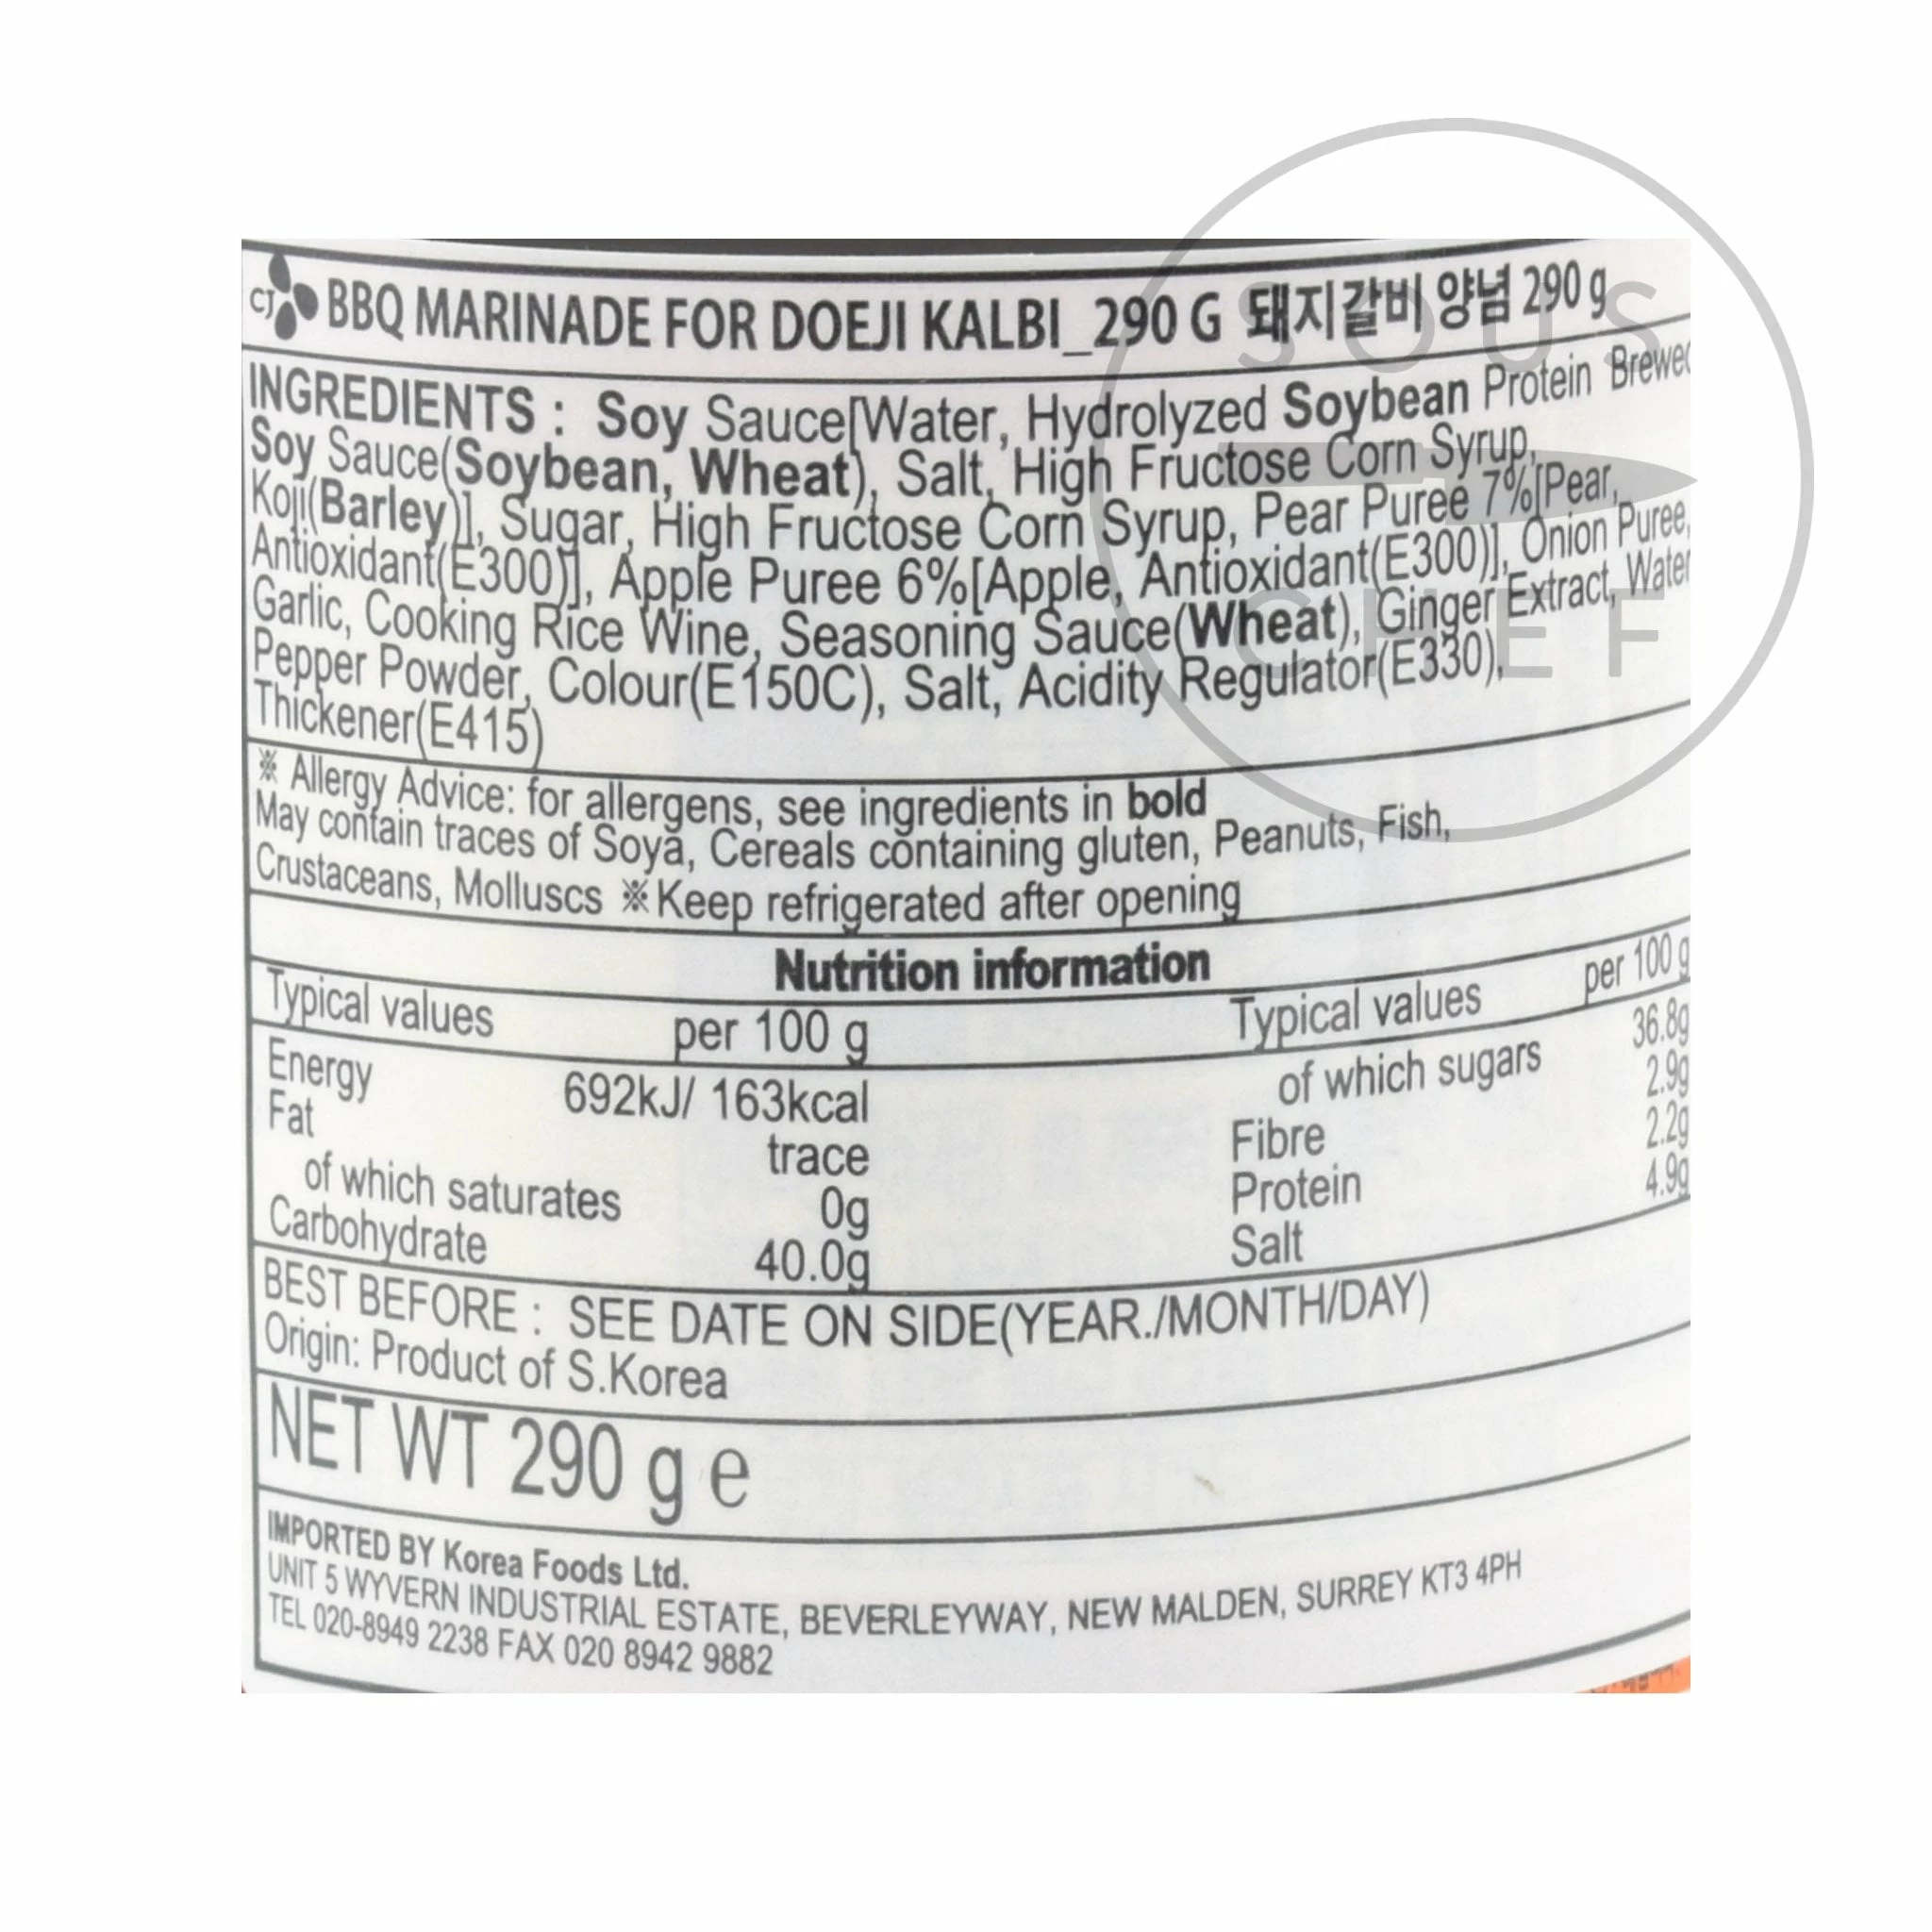 CJ BBQ MARINADE FOR DOEJI KALBI_290 G 돼지갈비 양념 290 g
INGREDIENTS : Soy Sauce[Water, Hydrolyzed Soybean Protein Brewed
Soy Sauce(Soybean, Wheat), Salt, High Fructose Corn Syrup,
Koji(Barley)], Sugar, High Fructose Corn Syrup, Pear Puree 7%[Pear,
Antioxidant(E300)], Apple Puree 6%[Apple, Antioxidant(E300)], Onion Puree,
Garlic, Cooking Rice Wine, Seasoning Sauce(Wheat), Ginger Extract, Water
Pepper Powder, Colour(E150C), Salt, Acidity Regulator(E330),
Thickener(E415)
※ Allergy Advice: for allergens, see ingredients in bold
May contain traces of Soya, Cereals containing gluten, Peanuts, Fish,
Crustaceans, Molluscs ※Keep refrigerated after opening
Nutrition information
Typical values per 100 g Typical values per 100 g
Energy 692kJ/ 163kcal of which sugars 36.8g
Fat trace Fibre 2.9g
of which saturates 0g Protein 2.2g
Carbohydrate 40.0g Salt 4.9g
BEST BEFORE : SEE DATE ON SIDE(YEAR./MONTH/DAY)
Origin: Product of S.Korea
NET WT 290 g e
IMPORTED BY Korea Foods Ltd.
UNIT 5 WYVERN INDUSTRIAL ESTATE, BEVERLEYWAY, NEW MALDEN, SURREY KT3 4PH
TEL 020-8949 2238 FAX 020 8942 9882
SOUS
CHEF